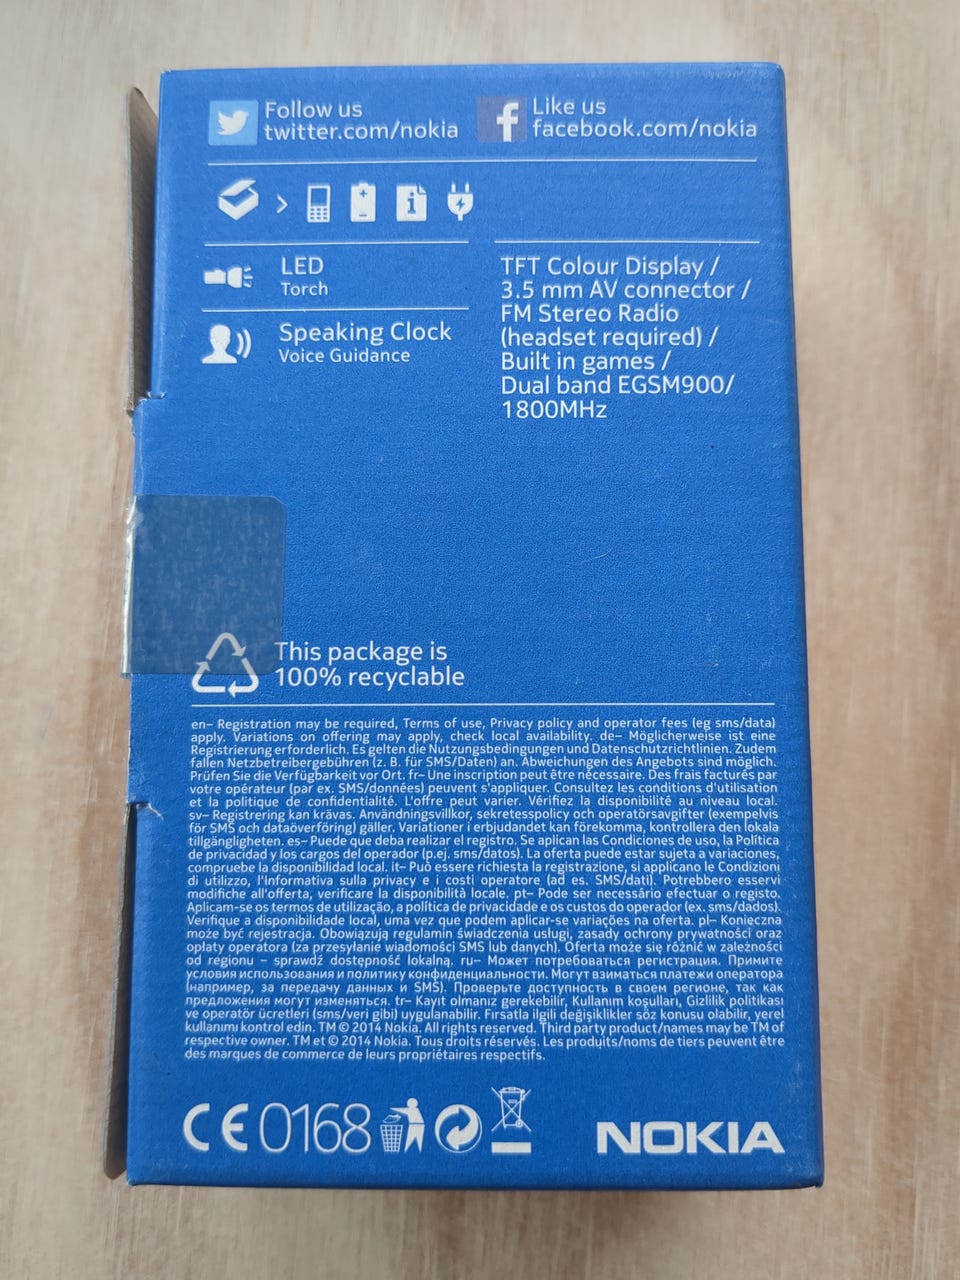 Follow us
twitter.com/nokia
Like us
facebook.com/nokia
LED
Torch
Speaking Clock
Voice Guidance
TFT Colour Display /
3.5 mm AV connector /
FM Stereo Radio
(headset required) /
Built in games /
Dual band EGSM900/
1800MHz
This package is
100% recyclable
en– Registration may be required, Terms of use, Privacy policy and operator fees (eg sms/data)
apply. Variations on offering may apply, check local availability. de– Möglicherweise ist eine
Registrierung erforderlich. Es gelten die Nutzungsbedingungen und Datenschutzrichtlinien. Zudem
fallen Netzbetreibergebühren (z. B. für SMS/Daten) an. Abweichungen des Angebots sind möglich.
Prüfen Sie die Verfügbarkeit vor Ort. fr– Une inscription peut être nécessaire. Des frais facturés par
votre opérateur (par ex. SMS/données) peuvent s'appliquer. Consultez les conditions d'utilisation
et la politique de confidentialité. L'offre peut varier. Vérifiez la disponibilité au niveau local.
sv– Registrering kan krävas. Användningsvillkor, sekretesspolicy och operatörsavgifter (exempelvis
för SMS och dataöverföring) gäller. Variationer i erbjudandet kan förekomma, kontrollera den lokala
tillgängligheten. es– Puede que deba realizar el registro. Se aplican las Condiciones de uso, la Política
de privacidad y los cargos del operador (p.ej. sms/datos). La oferta puede estar sujeta a variaciones,
compruebe la disponibilidad local. it– Può essere richiesta la registrazione, si applicano le Condizioni
di utilizzo, l'Informativa sulla privacy e i costi operatore (ad es. SMS/dati). Potrebbero esservi
modifiche all'offerta, verificare la disponibilità locale. pt– Pode ser necessário efectuar o registo.
Aplicam-se os termos de utilização, a política de privacidade e os custos do operador (ex. sms/dados).
Verifique a disponibilidade local, uma vez que podem aplicar-se variações na oferta. pl– Konieczna
może być rejestracja. Obowiązują regulamin świadczenia usługi, zasady ochrony prywatności oraz
opłaty operatora (za przesyłanie wiadomości SMS lub danych). Oferta może się różnić w zależności
od regionu – sprawdź dostępność lokalną. ru– Может потребоваться регистрация. Примите
условия использования и политику конфиденциальности. Могут взиматься платежи оператора
(например, за передачу данных и SMS). Проверьте доступность в своем регионе, так как
предложения могут изменяться. tr– Kayıt olmanız gerekebilir, Kullanım koşulları, Gizlilik politikası
ve operatör ücretleri (sms/veri gibi) uygulanabilir. Fırsatla ilgili değişiklikler söz konusu olabilir, yerel
kullanımı kontrol edin. TM © 2014 Nokia. All rights reserved. Third party product/names may be TM of
respective owner. TM et © 2014 Nokia. Tous droits réservés. Les produits/noms de tiers peuvent être
des marques de commerce de leurs propriétaires respectifs.
CE 0168
NOKIA